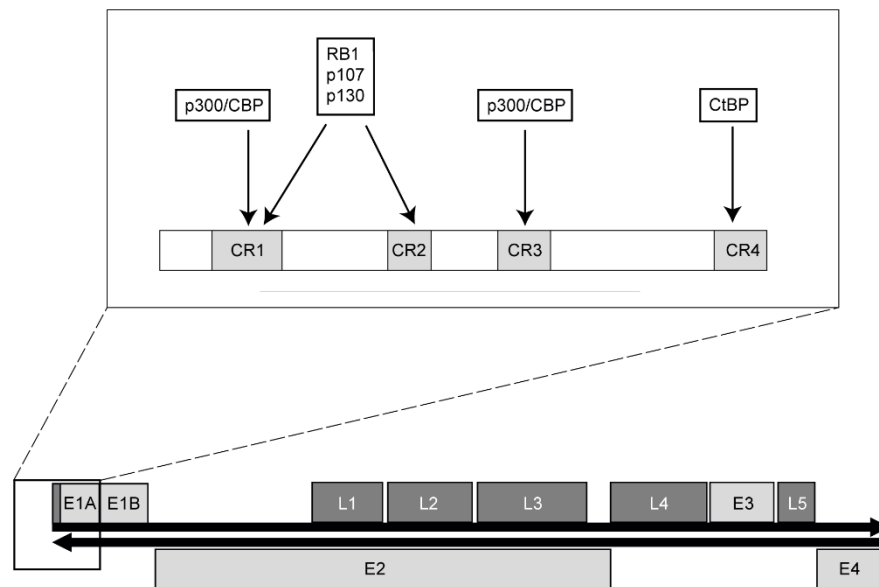 RB1
p107
p130
p300/CBP
p300/CBP
CtBP
CR1
CR2
CR3
CR4
E1A
E1B
L1
L2
L3
L4
E3
L5
E2
E4